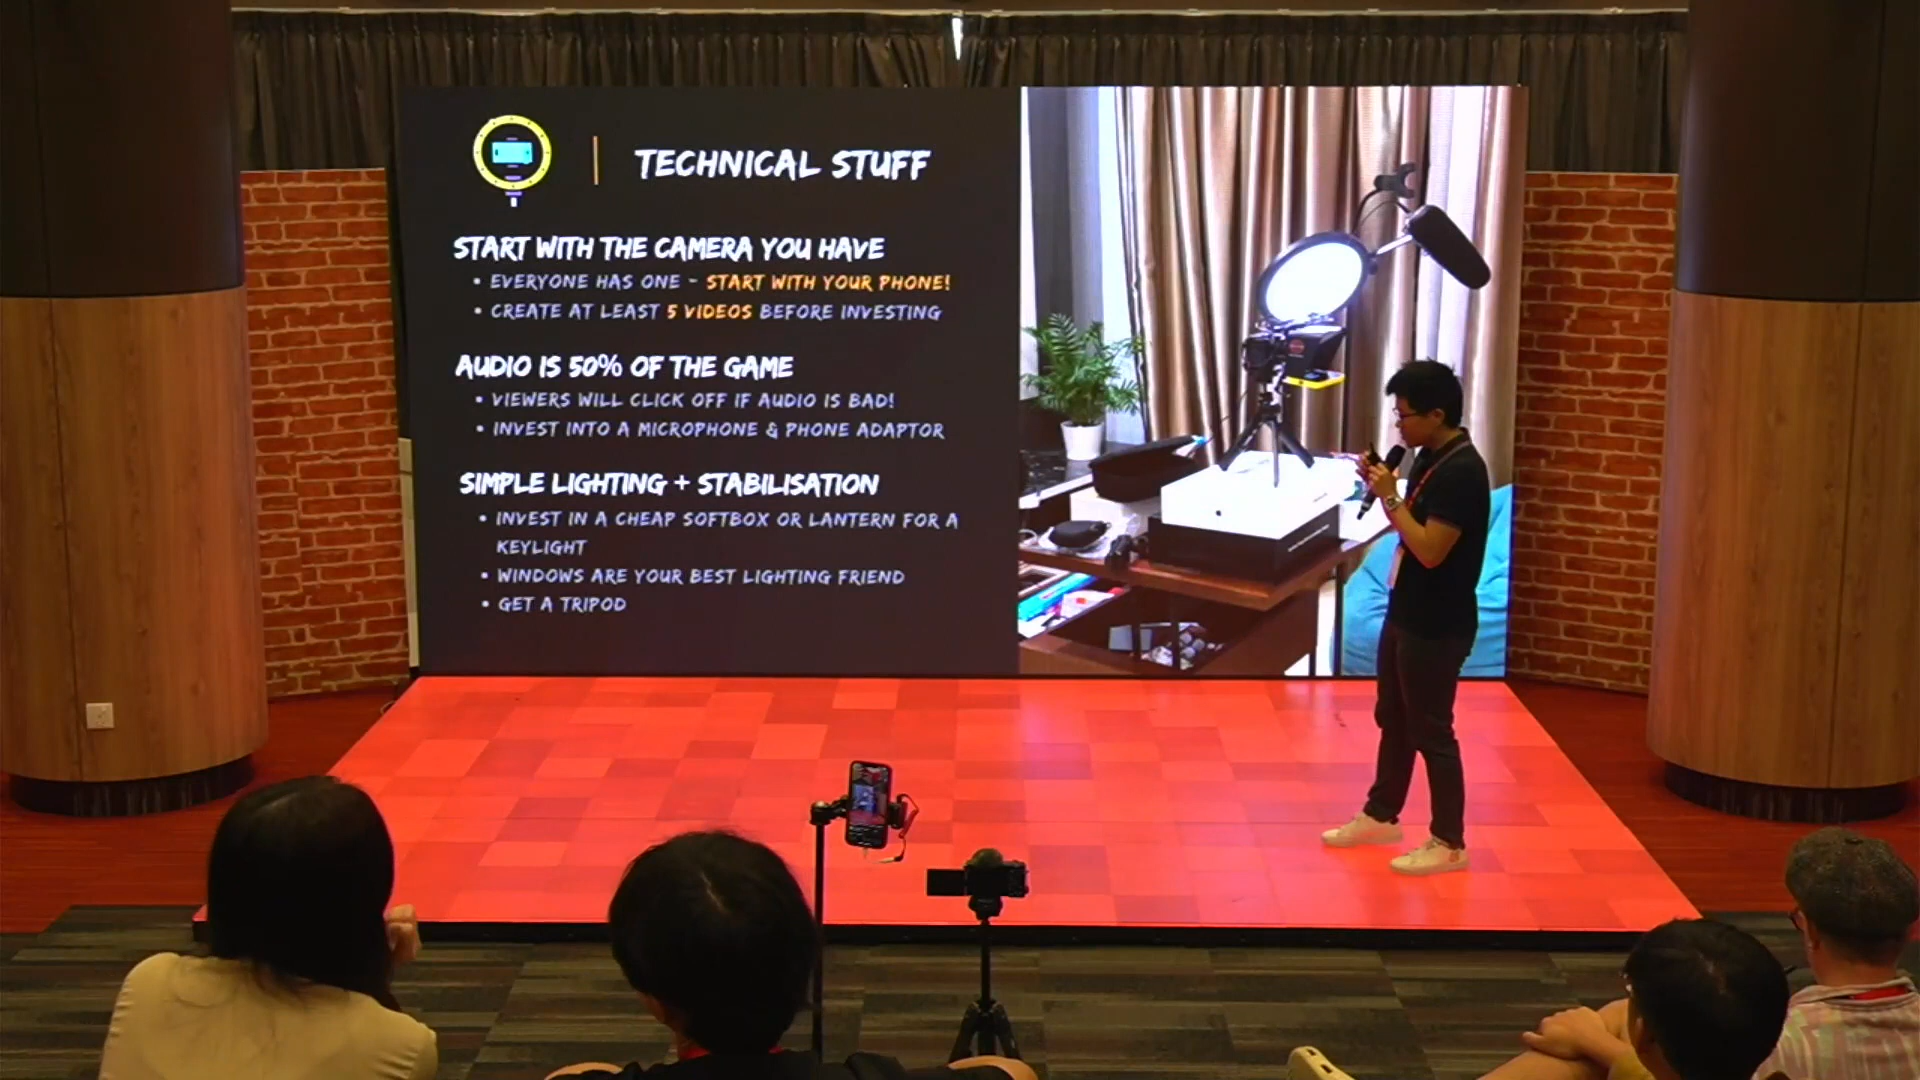 TECHNICAL STUFF
START WITH THE CAMERA YOU HAVE
• EVERYONE HAS ONE - START WITH YOUR PHONE!
• CREATE AT LEAST 5 VIDEOS BEFORE INVESTING
AUDIO IS 50% OF THE GAME
• VIEWERS WILL CLICK OFF IF AUDIO IS BAD!
• INVEST INTO A MICROPHONE & PHONE ADAPTOR
SIMPLE LIGHTING + STABILISATION
• INVEST IN A CHEAP SOFTBOX OR LANTERN FOR A
KEYLIGHT
• WINDOWS ARE YOUR BEST LIGHTING FRIEND
• GET A TRIPOD